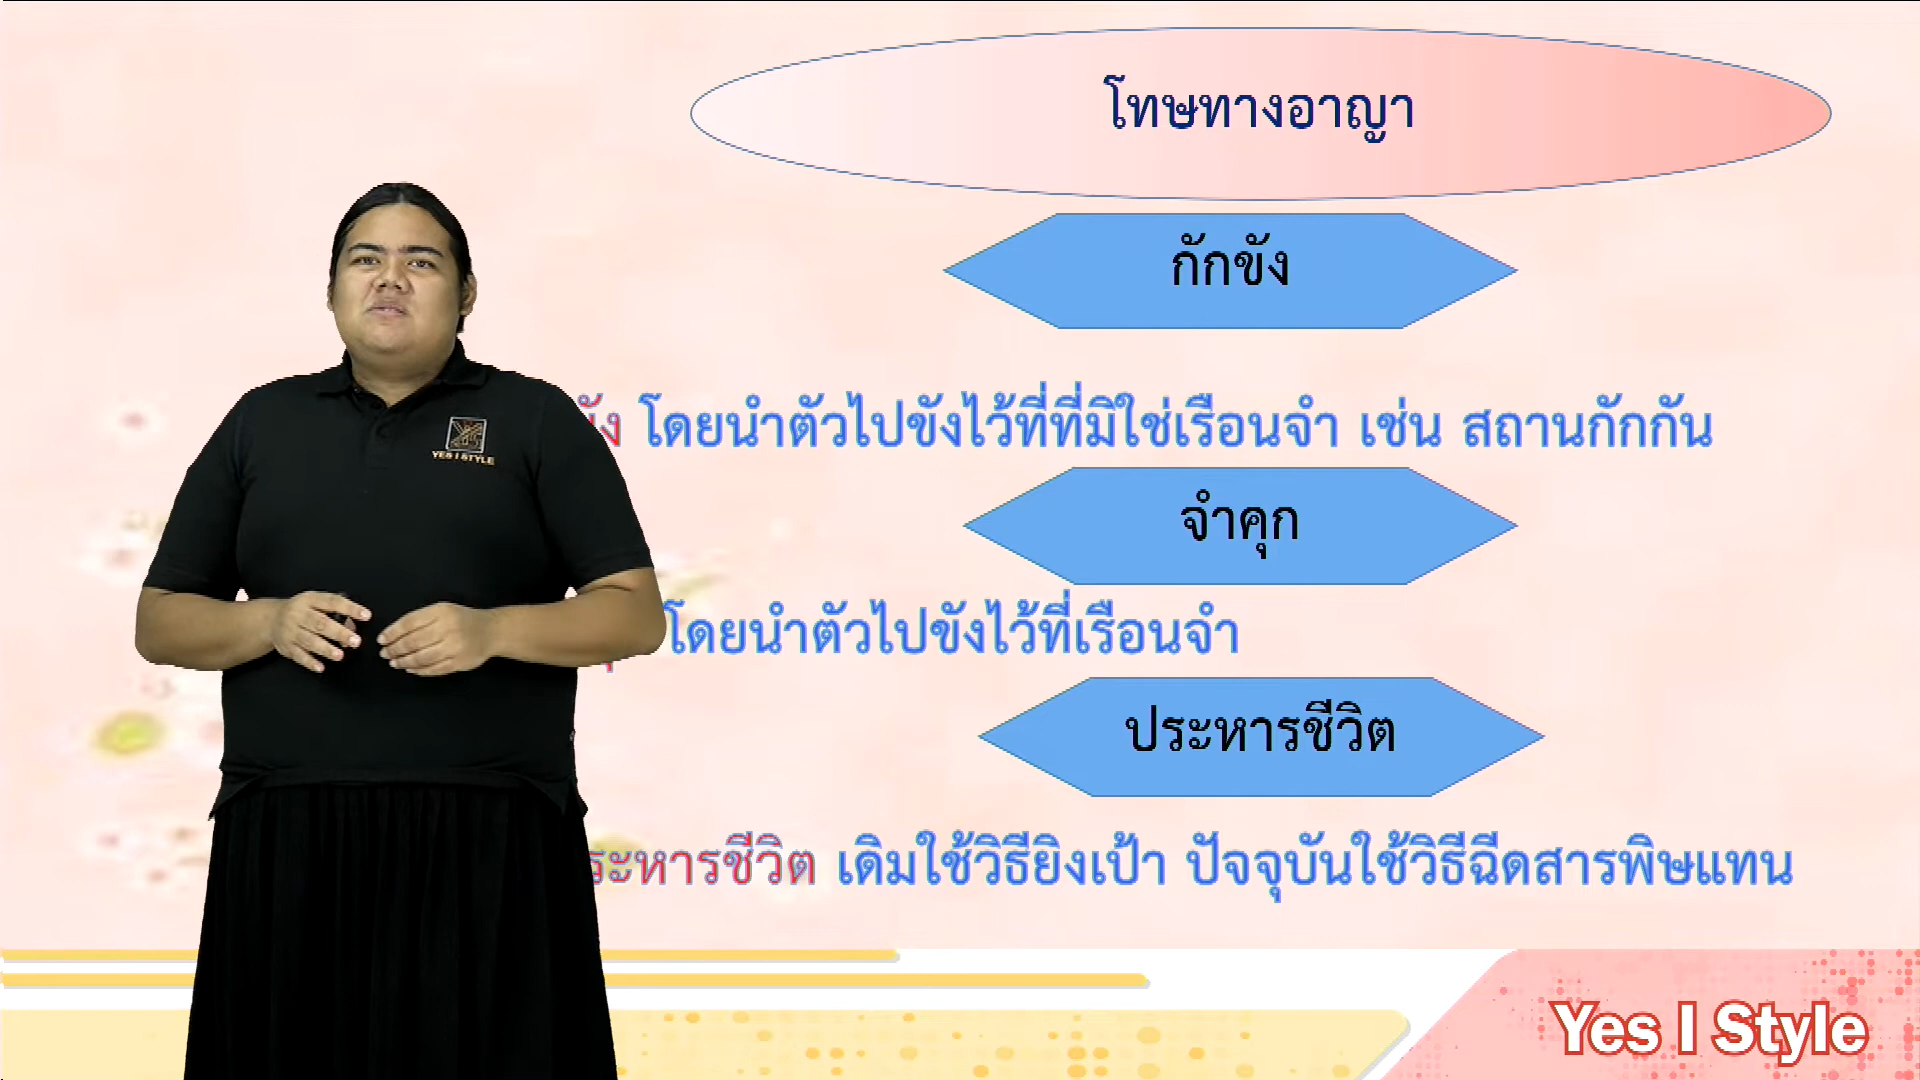 โทษทางอาญา
กักขัง
โดยนำตัวไปขังไว้ที่ที่มิใช่เรือนจำ เช่น สถานกักกัน
YES I STYLE
จำคุก
โดยนำตัวไปขังไว้ที่เรือนจำ
ประหารชีวิต
ระหารชีวิต เดิมใช้วิธียิงเป้า ปัจจุบันใช้วิธีฉีดสารพิษแทน
Yes I Style